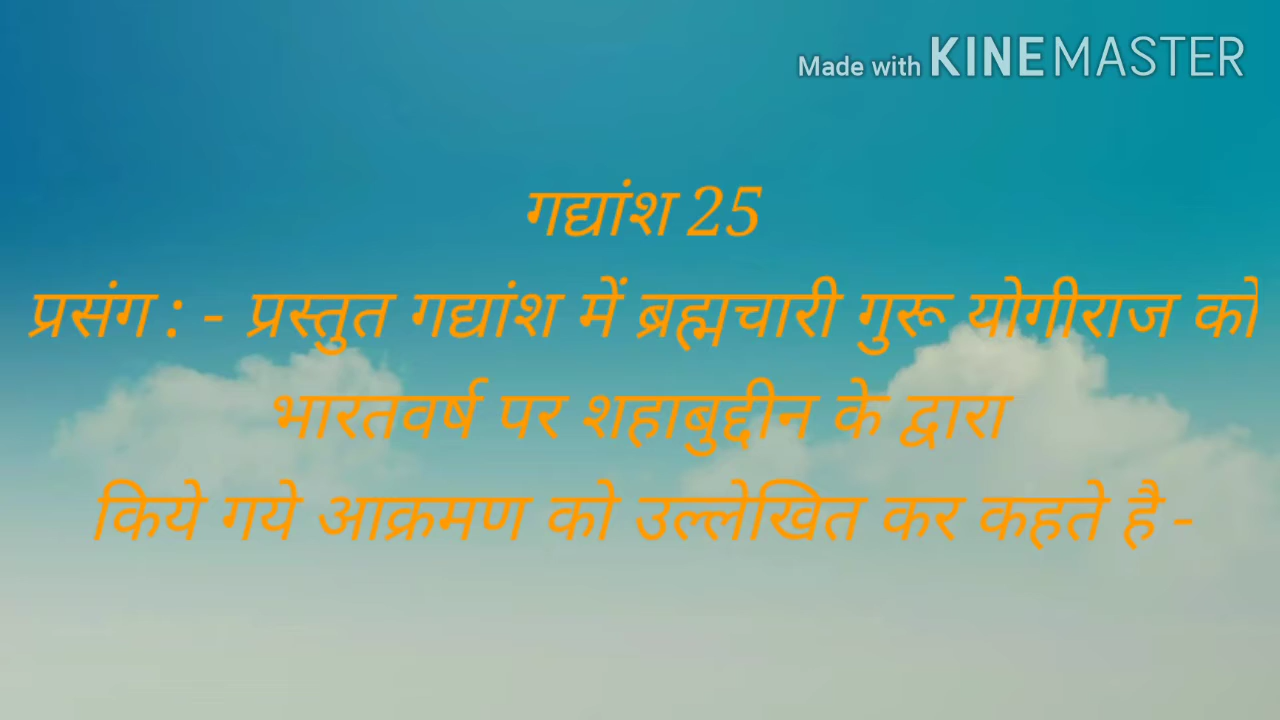 Made with KINEMASTER
गद्यांश 25
प्रसंग : - प्रस्तुत गद्यांश में ब्रह्मचारी गुरू योगीराज को
भारतवर्ष पर शहाबुद्दीन के द्वारा
किये गये आक्रमण को उल्लेखित कर कहते है -